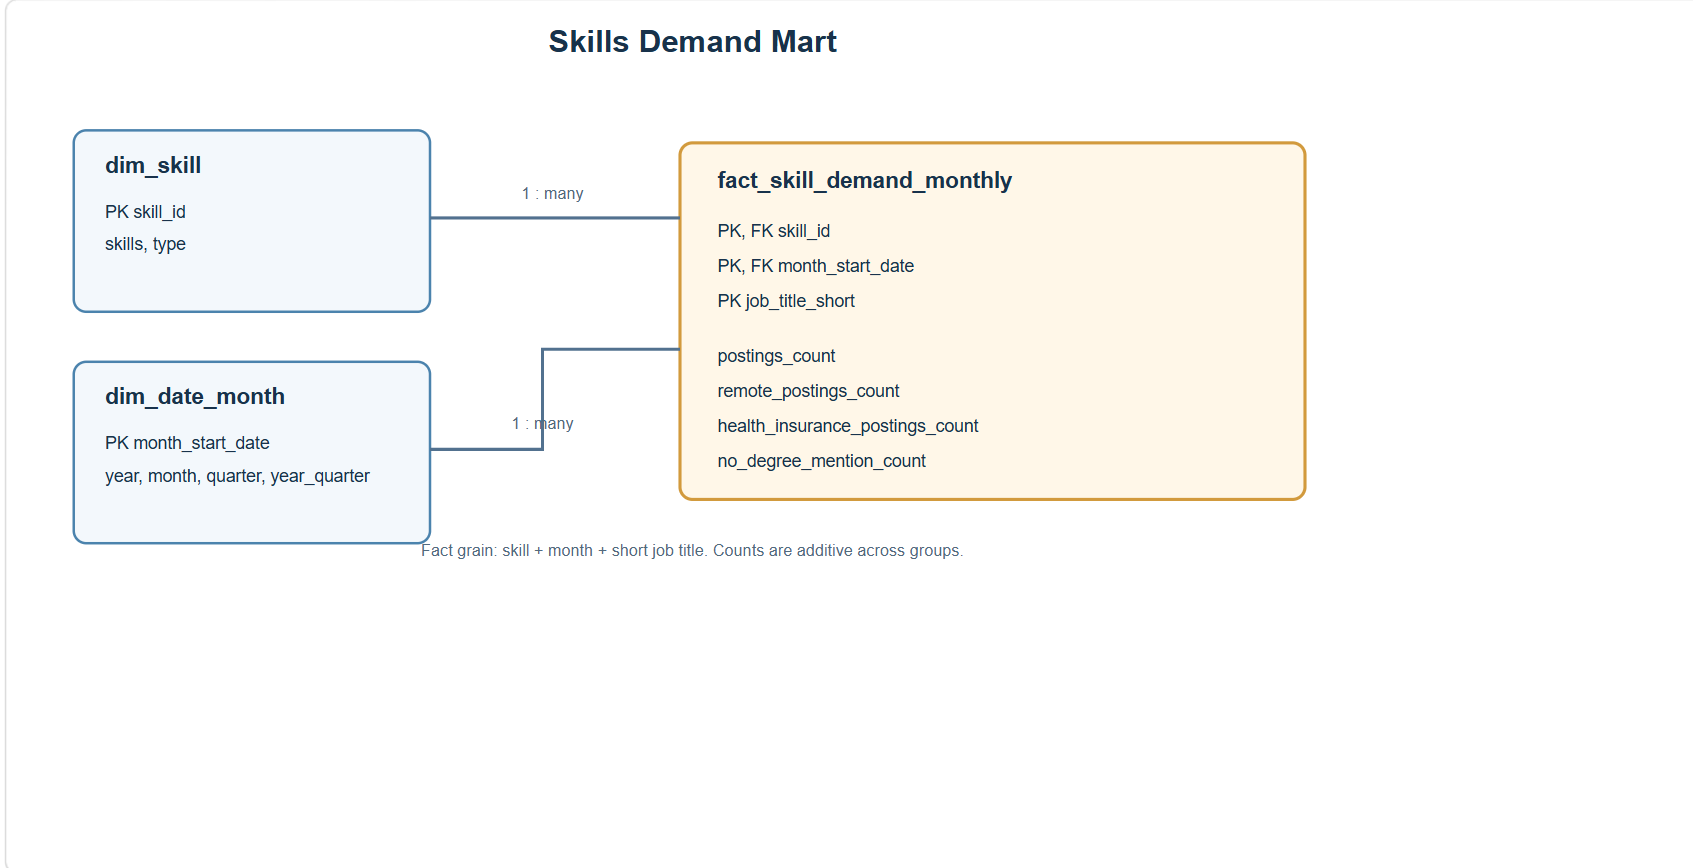 Skills Demand Mart
dim_skill
PK skill_id
skills, type
1 : many
fact_skill_demand_monthly
PK, FK skill_id
PK, FK month_start_date
PK job_title_short
postings_count
remote_postings_count
health_insurance_postings_count
no_degree_mention_count
dim_date_month
PK month_start_date
year, month, quarter, year_quarter
1 : many
Fact grain: skill + month + short job title. Counts are additive across groups.